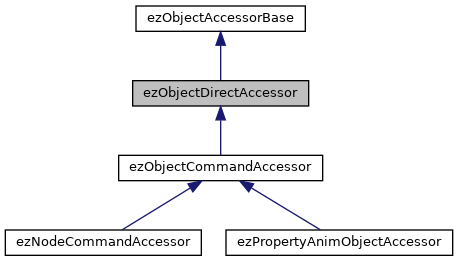 ezObjectAccessorBase
ezObjectDirectAccessor
ezObjectCommandAccessor
ezNodeCommandAccessor
ezPropertyAnimObjectAccessor